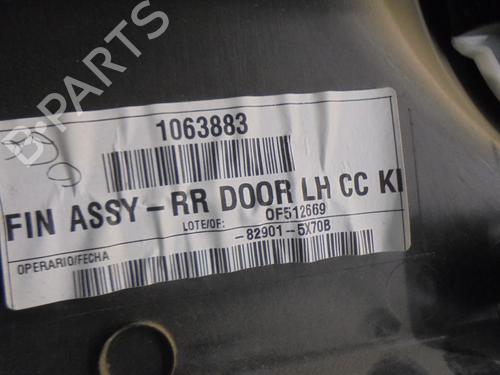 B-PARTS
1063883
FIN ASSY-RR DOOR LH CC KI
LOTE/OF: OF512669
-82901-5X70B
OPERARIO/FECHA